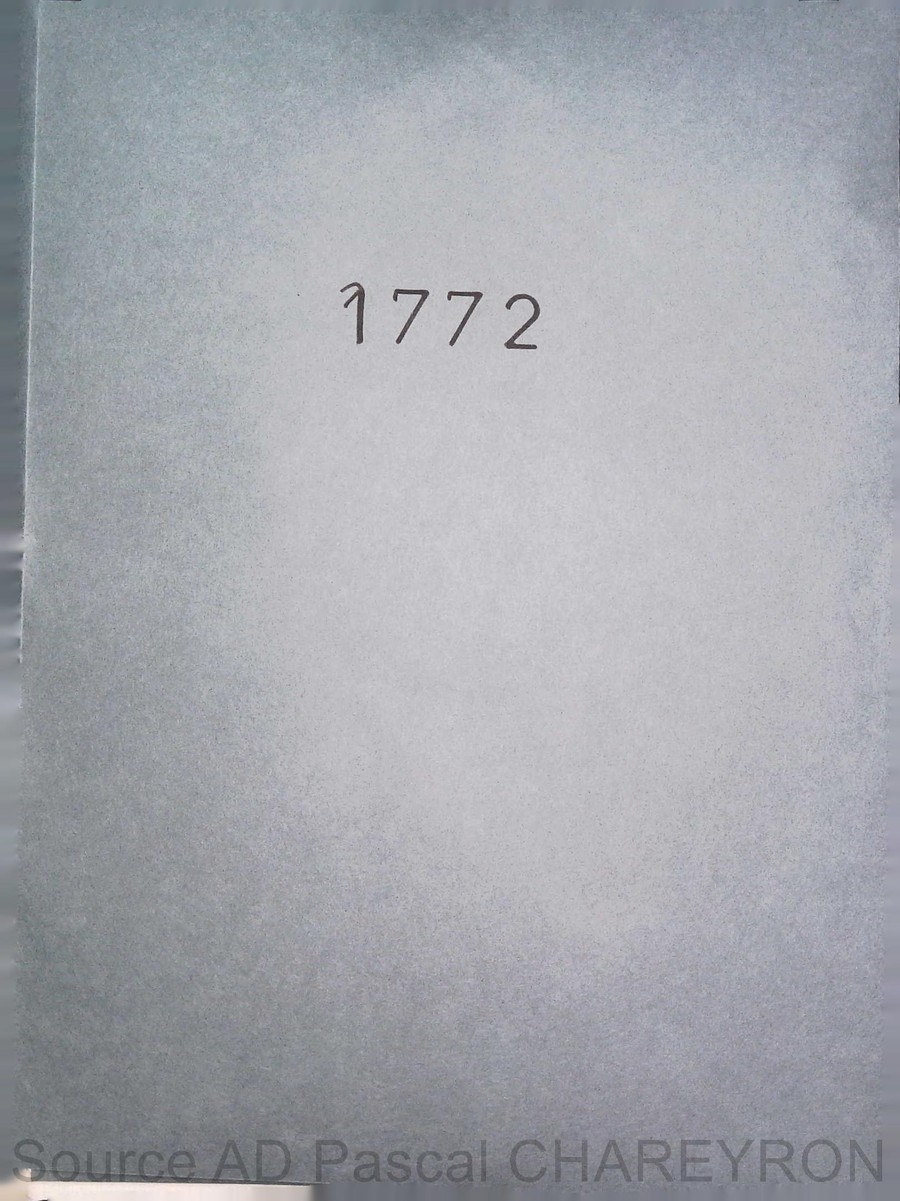 1772
Source AD Pascal CHAREYRON